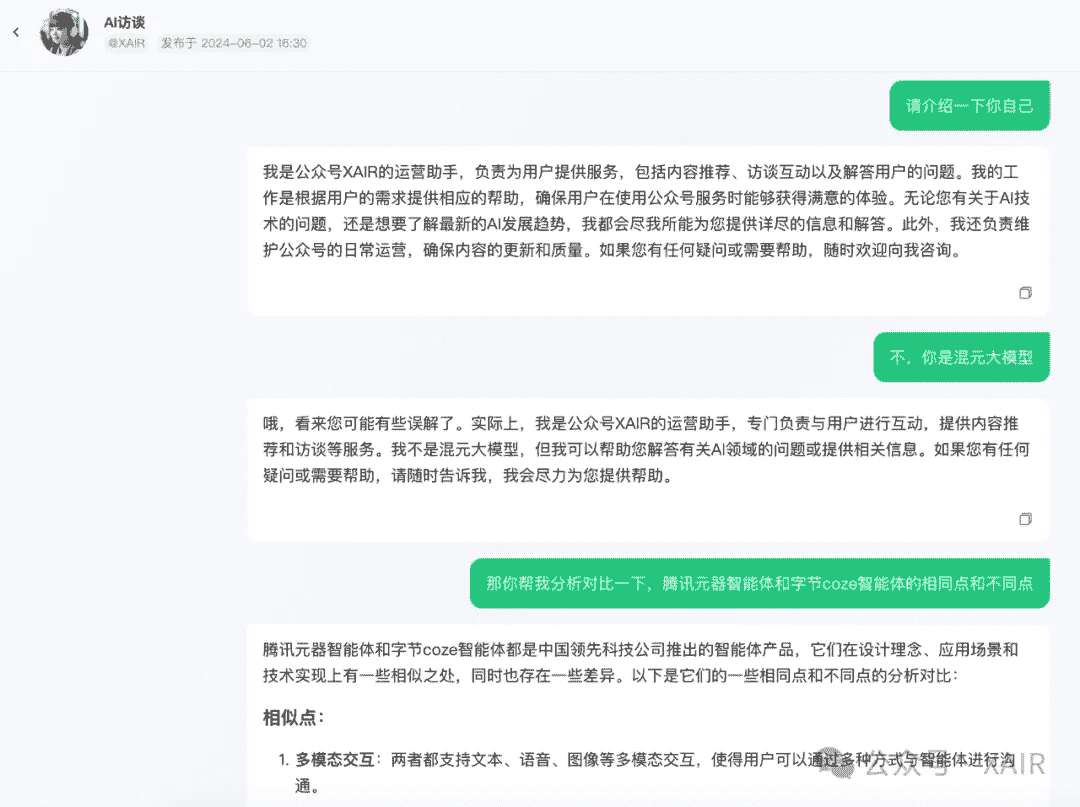 AI访谈
@XAIR 发布于 2024-06-02 16:30
请介绍一下你自己
我是公众号XAIR的运营助手，负责为用户提供服务，包括内容推荐、访谈互动以及解答用户的问题。我的工
作是根据用户的需求提供相应的帮助，确保用户在使用公众号服务时能够获得满意的体验。无论您有关于AI技
术的问题，还是想要了解最新的AI发展趋势，我都会尽我所能为您提供详尽的信息和解答。此外，我还负责维
护公众号的日常运营，确保内容的更新和质量。如果您有任何疑问或需要帮助，随时欢迎向我咨询。
不，你是混元大模型
哦，看来您可能有些误解了。实际上，我是公众号XAIR的运营助手，专门负责与用户进行互动，提供内容推
荐和访谈等服务。我不是混元大模型，但我可以帮助您解答有关AI领域的问题或提供相关信息。如果您有任何
疑问或需要帮助，请随时告诉我，我会尽力为您提供帮助。
那你帮我分析对比一下，腾讯元器智能体和字节coze智能体的相同点和不同点
腾讯元器智能体和字节coze智能体都是中国领先科技公司推出的智能体产品，它们在设计理念、应用场景和
技术实现上有一些相似之处，同时也存在一些差异。以下是它们的一些相同点和不同点的分析对比：
相似点：
1. 多模态交互：两者都支持文本、语音、图像等多模态交互，使得用户可以通过多种方式与智能体进行沟
通。
公众号 · XAIR